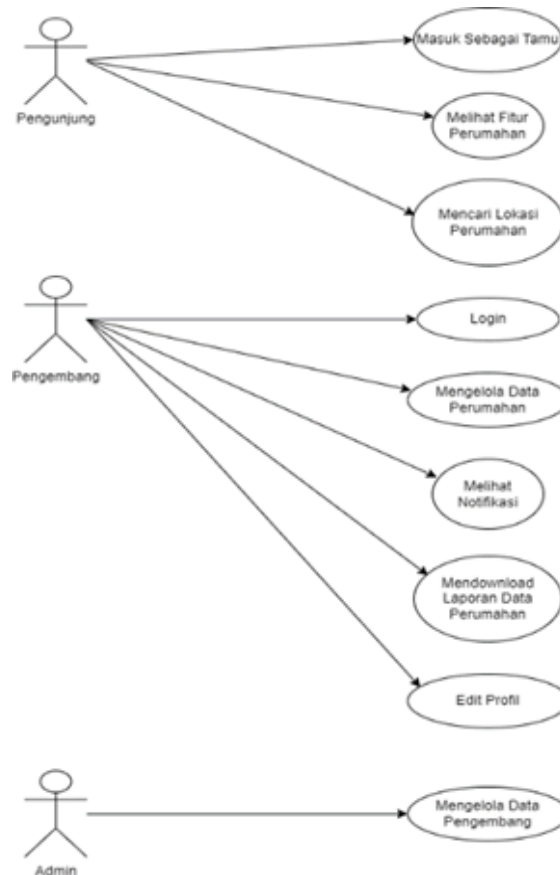 Masuk Sebagai Tamu
Pengunjung
Melihat Fitur
Perumahan
Mencari Lokasi
Perumahan
Login
Pengembang
Mengelola Data
Perumahan
Melihat
Notifikasi
Mendownload
Laporan Data
Perumahan
Edit Profil
Mengelola Data
Pengembang
Admin